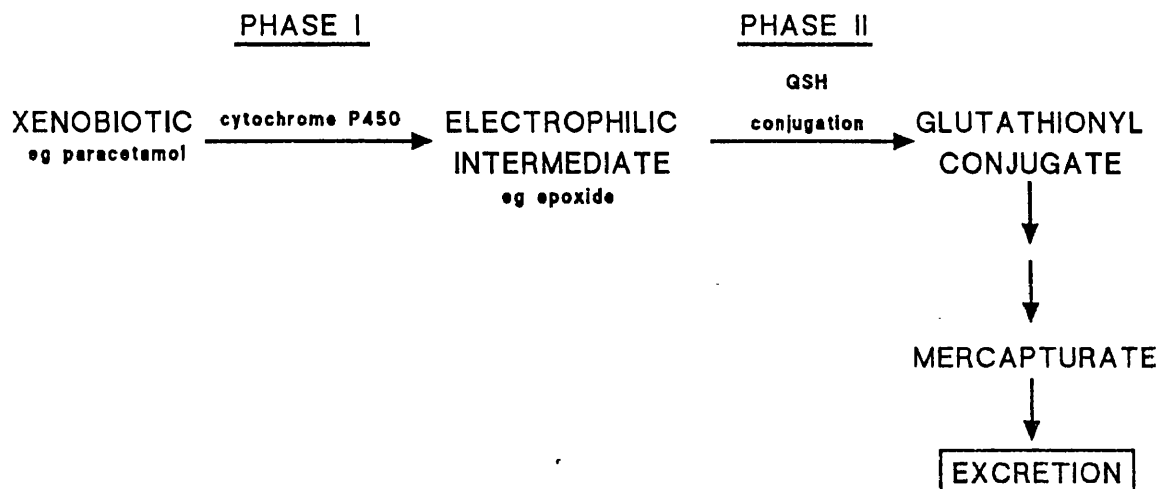 PHASE I
PHASE II
XENOBIOTIC
eg paracetamol
cytochrome P450
ELECTROPHILIC
INTERMEDIATE
eg epoxide
GSH
conjugation
GLUTATHIONYL
CONJUGATE
MERCAPTURATE
EXCRETION